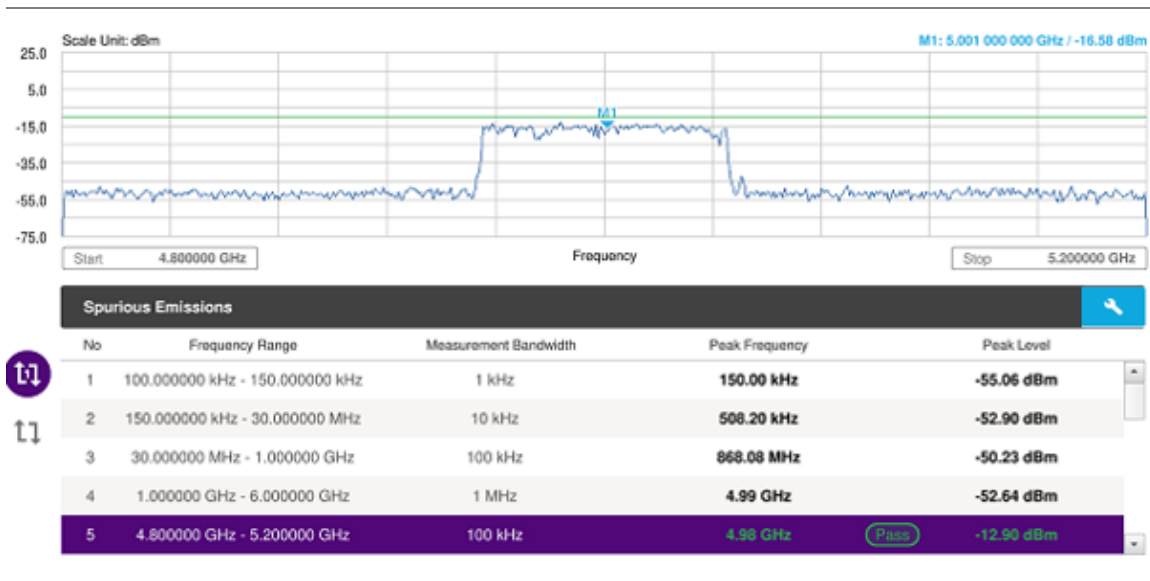 Scale Unit: dBm M1: 5.001 000 000 GHz / -16.58 dBm
25.0
5.0
M1
-15.0
-35.0
-55.0
-75.0
Start 4.800000 GHz Frequency Stop 5.200000 GHz
Spurious Emissions
No Frequency Range Measurement Bandwidth Peak Frequency Peak Level
1 100.000000 kHz - 150.000000 kHz 1 kHz 150.00 kHz -55.06 dBm
2 150.000000 kHz - 30.000000 MHz 10 kHz 508.20 kHz -52.90 dBm
3 30.000000 MHz - 1.000000 GHz 100 kHz 868.08 MHz -50.23 dBm
4 1.000000 GHz - 6.000000 GHz 1 MHz 4.99 GHz -52.64 dBm
5 4.800000 GHz - 5.200000 GHz 100 kHz 4.98 GHz Pass -12.90 dBm